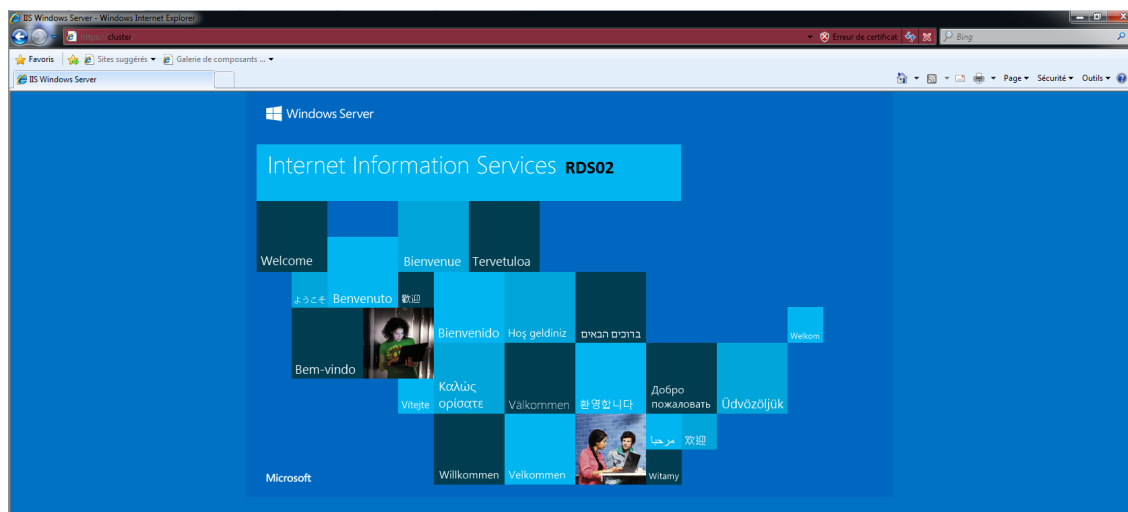 IIS Windows Server - Windows Internet Explorer
https://cluster/
Erreur de certificat
Bing
Favoris
Sites suggérés
Galerie de composants ...
IIS Windows Server
Page
Sécurité
Outils
Windows Server
Internet Information Services RDS02
Welcome
Bienvenue
Tervetuloa
ようこそ
Benvenuto
歡迎
Bienvenido
Hoş geldiniz
ברוכים הבאים
Welkom
Bem-vindo
Vítejte
Καλώς
ορίσατε
Välkommen
환영합니다
Добро
пожаловать
Üdvözöljük
مرحبا
欢迎
Microsoft
Willkommen
Velkommen
Witamy